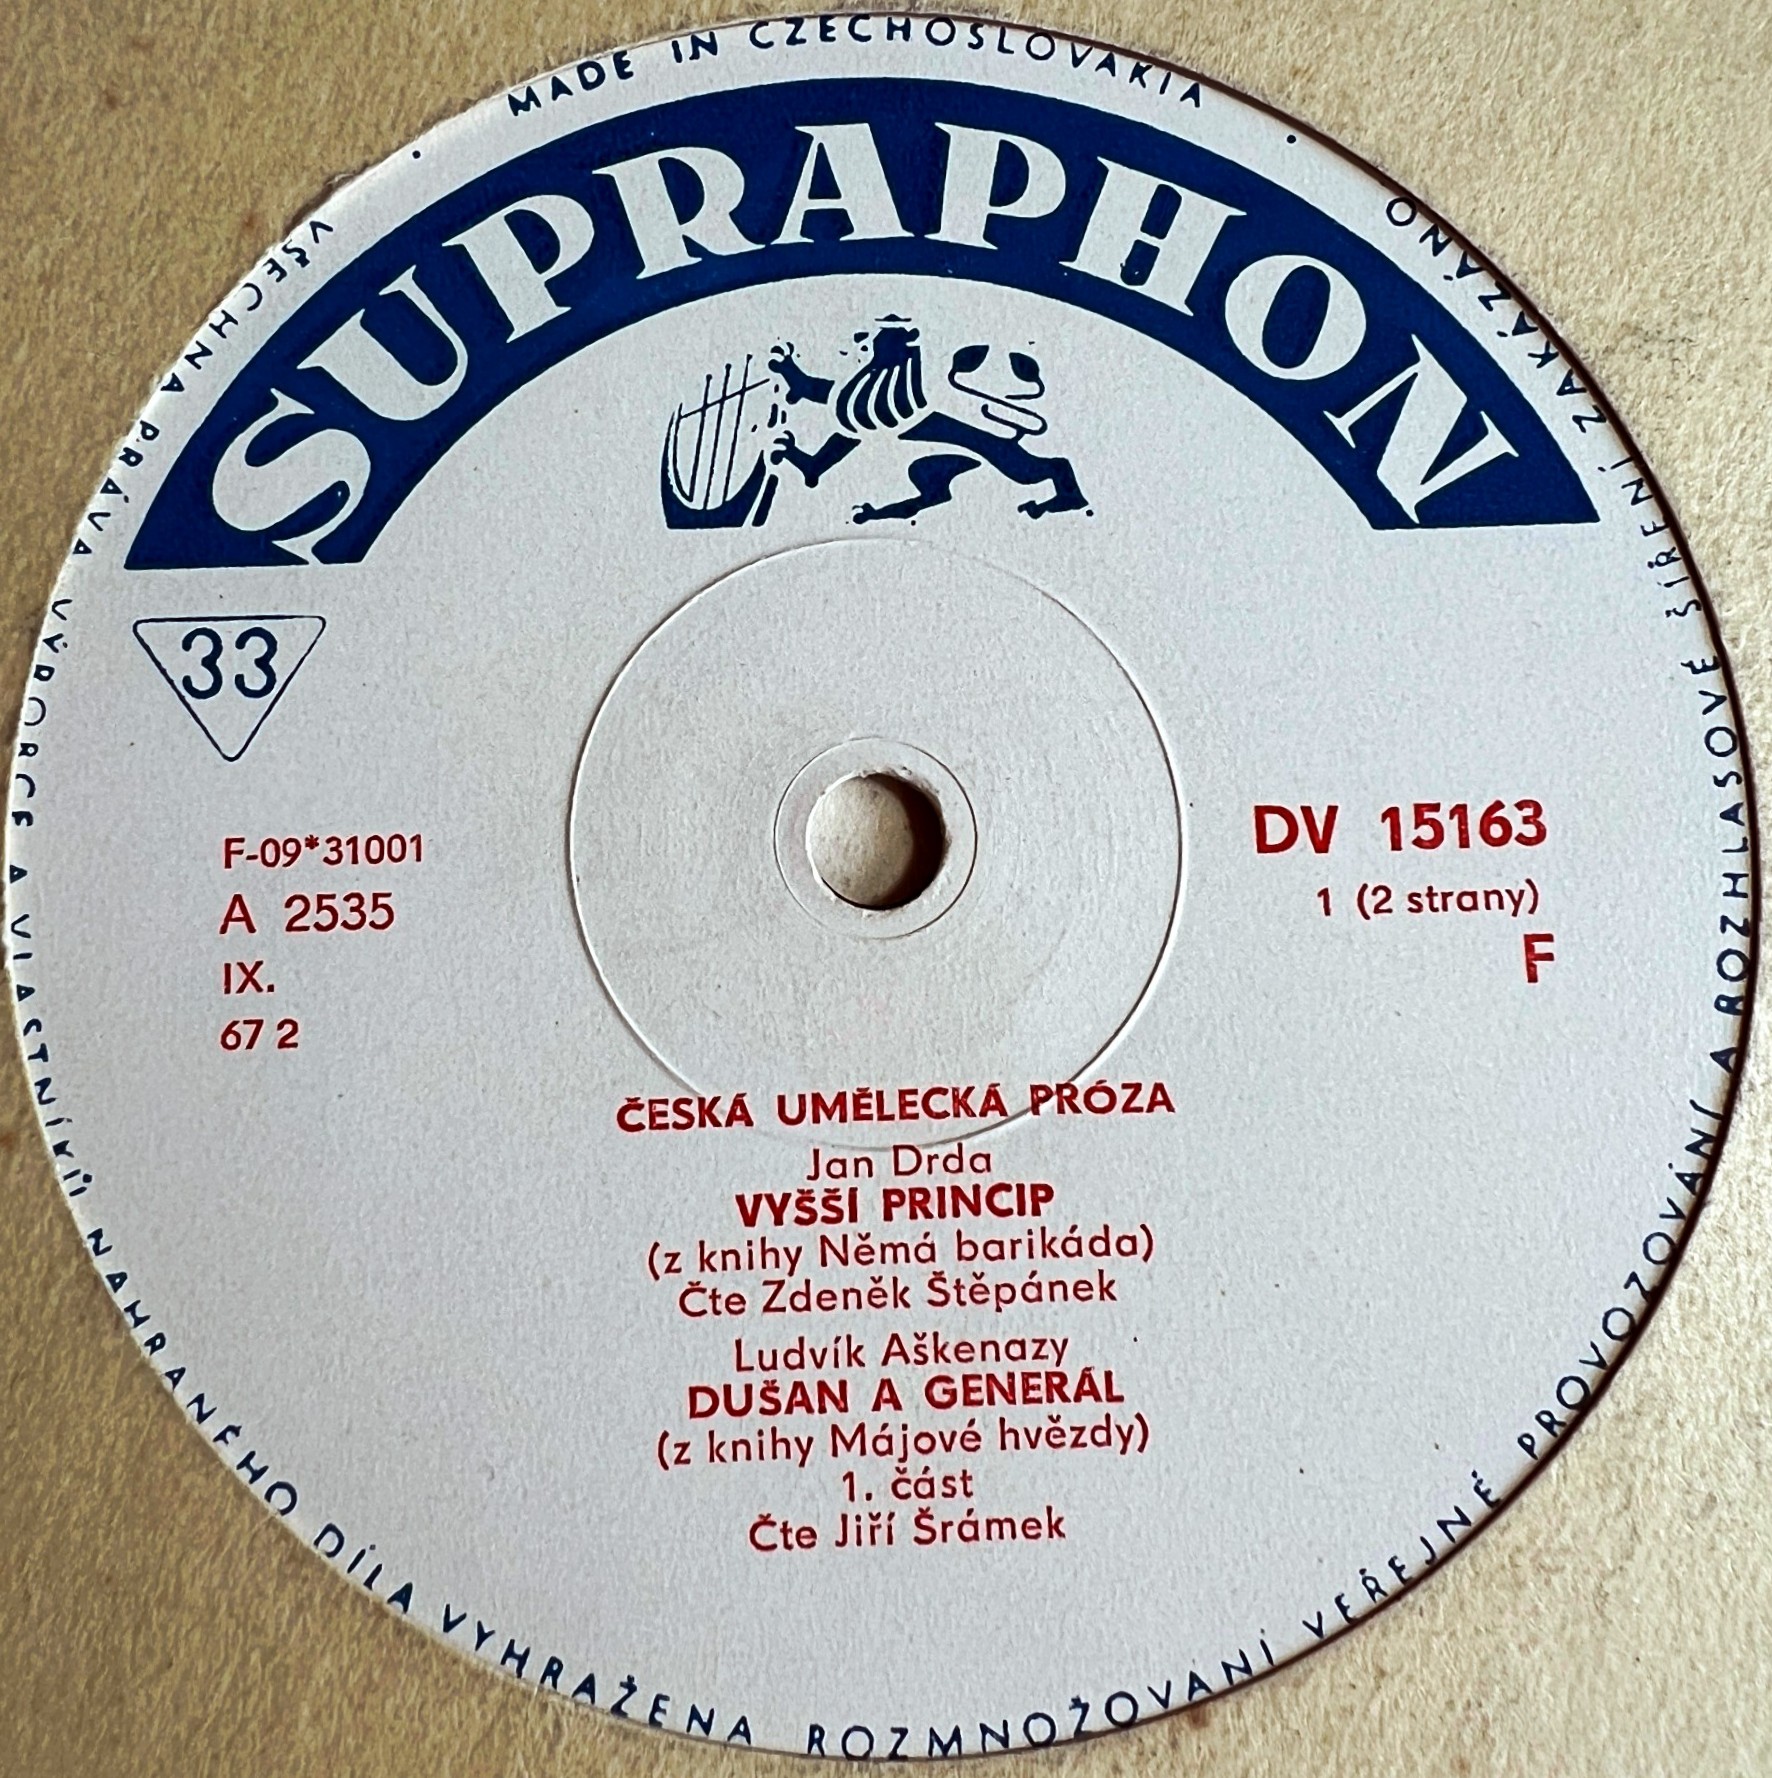 MADE IN CZECHOSLOVAKIA
VŠECHNA PRÁVA VÝROBCE A VLASTNÍKŮ NAHRANÉHO DÍLA VYHRAŽENA ROZMNOŽOVÁNÍ VEŘEJNÉ PROVOZOVÁNÍ A ROZHLASOVÉ ŠÍŘENÍ ZAKÁZÁNO
SUPRAPHON
33
F-09*31001
A 2535
IX.
67 2
DV 15163
1 (2 strany)
F
ČESKÁ UMĚLECKÁ PRÓZA
Jan Drda
VYŠŠÍ PRINCIP
(z knihy Němá barikáda)
Čte Zdeněk Štěpánek
Ludvík Aškenazy
DUŠAN A GENERÁL
(z knihy Májové hvězdy)
1. část
Čte Jiří Šrámek